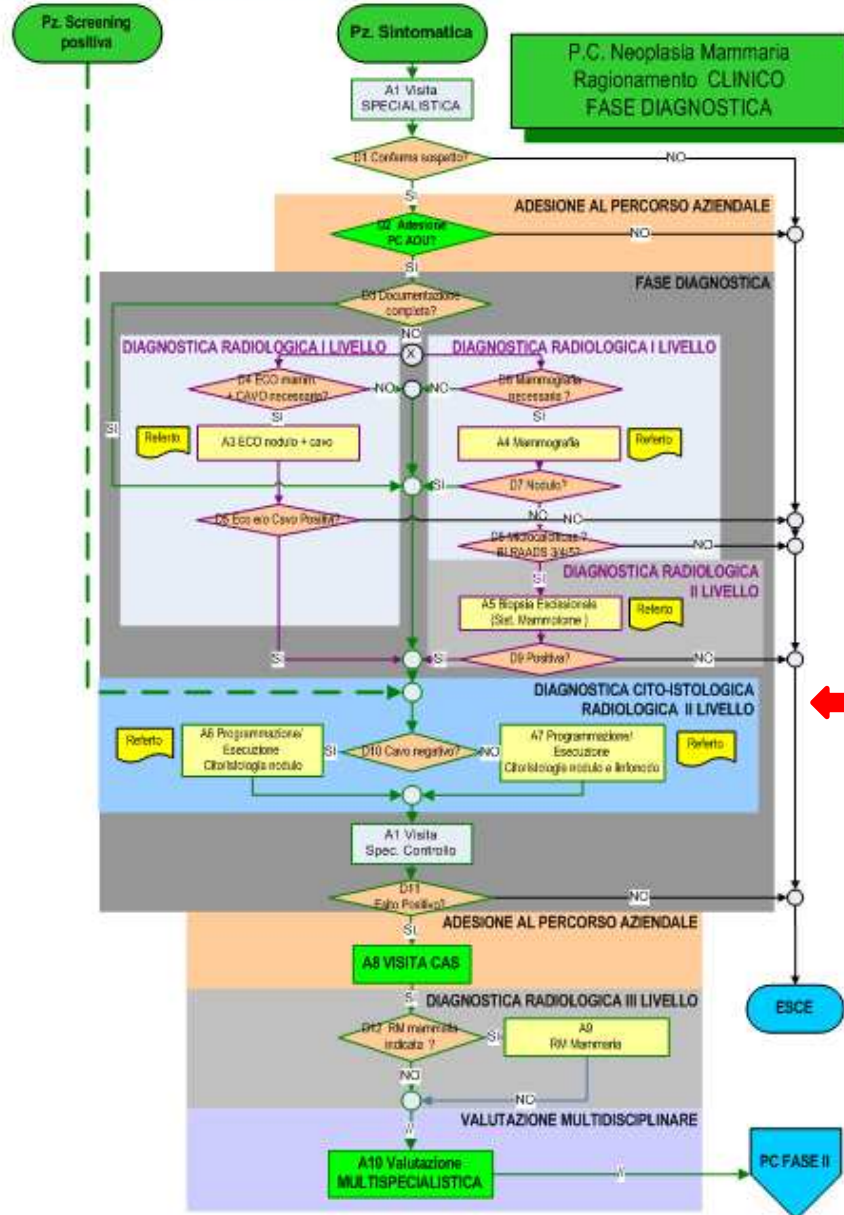 Pz. Screening
positiva
Pz. Sintomatica
P.C. Neoplasia Mammaria
Ragionamento CLINICO
FASE DIAGNOSTICA
A1 Visita
SPECIALISTICA
D1 Conferma sospetto?
NO
SI
ADESIONE AL PERCORSO AZIENDALE
D2 Adesione
PC AOU?
NO
SI
FASE DIAGNOSTICA
D3 Documentazione
completa?
NO
DIAGNOSTICA RADIOLOGICA I LIVELLO
X
DIAGNOSTICA RADIOLOGICA I LIVELLO
D4 ECO mamm.
+ CAVO necessario?
NO
NO
Mammografia
necessaria ?
SI
SI
SI
Referto
A3 ECO nodulo + cavo
A4 Mammografia
Referto
SI
D7 Nodulo?
Eco e/o Cavo Positivi?
NO
NO
NO
DIAGNOSTICA RADIOLOGICA
II LIVELLO
SI
A5 Biopsia Escissionale
(Sist. Mammotome )
Referto
SI
SI
D9 Positiva?
NO
DIAGNOSTICA CITO-ISTOLOGICA
RADIOLOGICA II LIVELLO
Referto
A6 Programmazione/
Esecuzione
Cito/istologia nodulo
SI
D10 Cavo negativo?
NO
A7 Programmazione/
Esecuzione
Cito/istologia nodulo e linfonodo
Referto
A1 Visita
Spec. Controllo
D11
Esito Positivo?
NO
SI
ADESIONE AL PERCORSO AZIENDALE
A8 VISITA CAS
ESCE
DIAGNOSTICA RADIOLOGICA III LIVELLO
D12 RM mammella
indicata ?
SI
A9
RM Mammaria
NO
NO
VALUTAZIONE MULTIDISCIPLINARE
//
A10 Valutazione
MULTISPECIALISTICA
//
PC FASE II